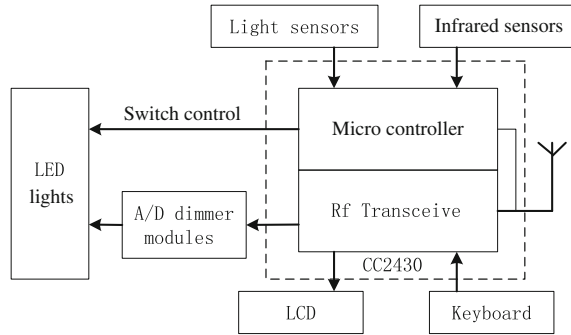 Light sensors
Infrared sensors
Switch control
Micro controller
LED
lights
A/D dimmer
modules
Rf Transceive
CC2430
LCD
Keyboard